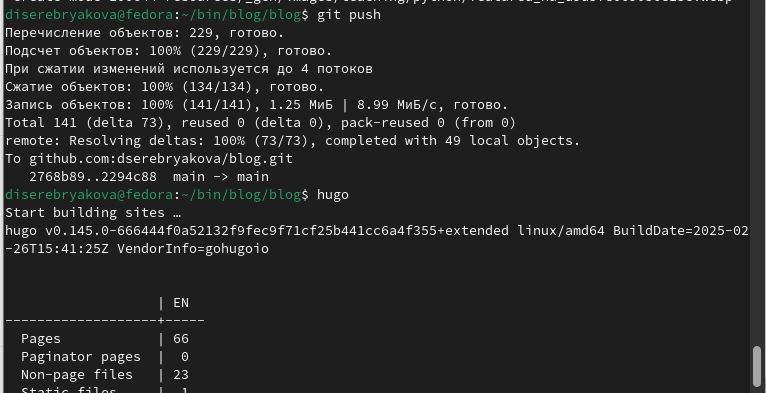 diserebryakova@fedora:~/bin/blog/blog$ git push
Перечисление объектов: 229, готово.
Подсчет объектов: 100% (229/229), готово.
При сжатии изменений используется до 4 потоков
Сжатие объектов: 100% (134/134), готово.
Запись объектов: 100% (141/141), 1.25 МиБ | 8.99 МиБ/с, готово.
Total 141 (delta 73), reused 0 (delta 0), pack-reused 0 (from 0)
remote: Resolving deltas: 100% (73/73), completed with 49 local objects.
To github.com:dserebryakova/blog.git
   2768b89..2294c88  main -> main
diserebryakova@fedora:~/bin/blog/blog$ hugo
Start building sites …
hugo v0.145.0-666444f0a52132f9fec9f71cf25b441cc6a4f355+extended linux/amd64 BuildDate=2025-02
-26T15:41:25Z VendorInfo=gohugoio
                   | EN
-------------------+-----
  Pages            | 66
  Paginator pages  |  0
  Non-page files   | 23
  Static files     |  1